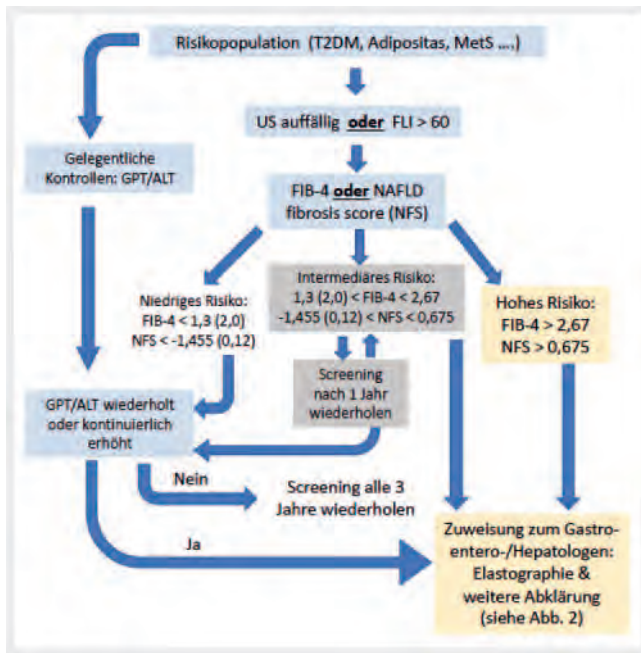 Risikopopulation (T2DM, Adipositas, MetS ....)
US auffällig oder FLI > 60
Gelegentliche
Kontrollen: GPT/ALT
FIB-4 oder NAFLD
fibrosis score (NFS)
Niedriges Risiko:
FIB-4 < 1,3 (2,0)
NFS < -1,455 (0,12)
Intermediäres Risiko:
1,3 (2,0) < FIB-4 < 2,67
-1,455 (0,12) < NFS < 0,675
Hohes Risiko:
FIB-4 > 2,67
NFS > 0,675
Screening
nach 1 Jahr
wiederholen
GPT/ALT wiederholt
oder kontinuierlich
erhöht
Nein
Screening alle 3
Jahre wiederholen
Ja
Zuweisung zum Gastro-
entero-/Hepatologen:
Elastographie &
weitere Abklärung
(siehe Abb. 2)